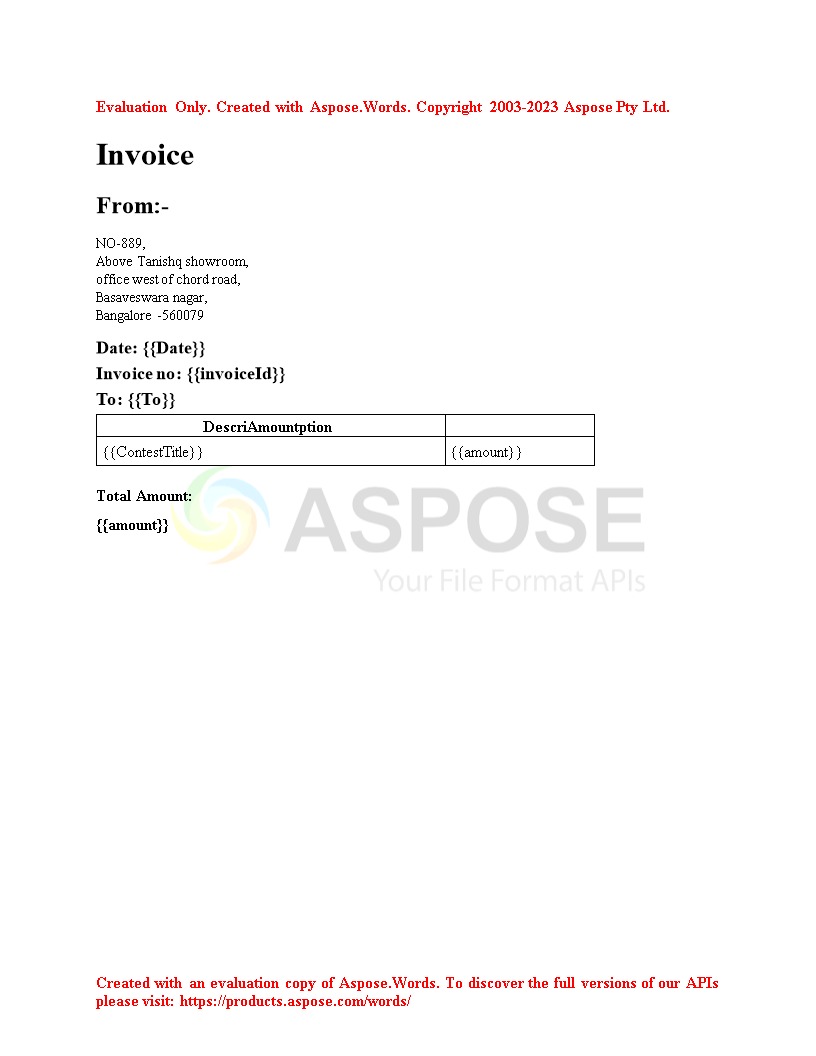 Evaluation Only. Created with Aspose.Words. Copyright 2003-2023 Aspose Pty Ltd.
Invoice
From:-
NO-889,
Above Tanishq showroom,
office west of chord road,
Basaveswara nagar,
Bangalore -560079
Date: {{Date}}
Invoice no: {{invoiceId}}
To: {{To}}
DescriAmountption
{{ContestTitle}} {{amount}}
Total Amount:
{{amount}}
ASPOSE
Your File Format APIs
Created with an evaluation copy of Aspose.Words. To discover the full versions of our APIs
please visit: https://products.aspose.com/words/